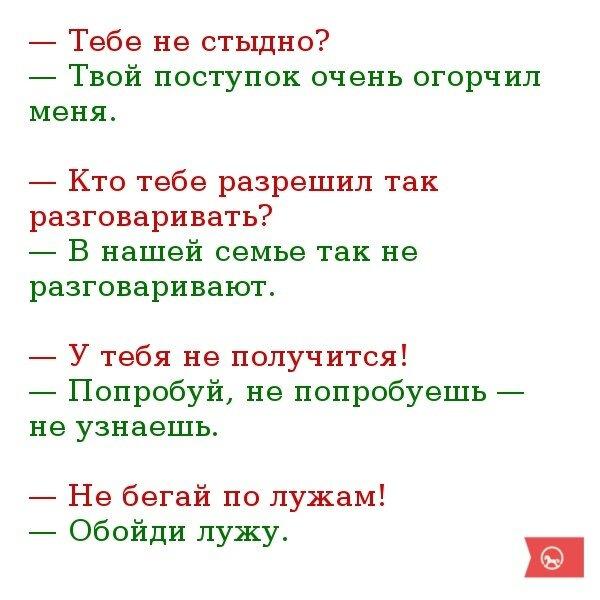 — Тебе не стыдно?
— Твой поступок очень огорчил
меня.
— Кто тебе разрешил так
разговаривать?
— В нашей семье так не
разговаривают.
— У тебя не получится!
— Попробуй, не попробуешь —
не узнаешь.
— Не бегай по лужам!
— Обойди лужу.